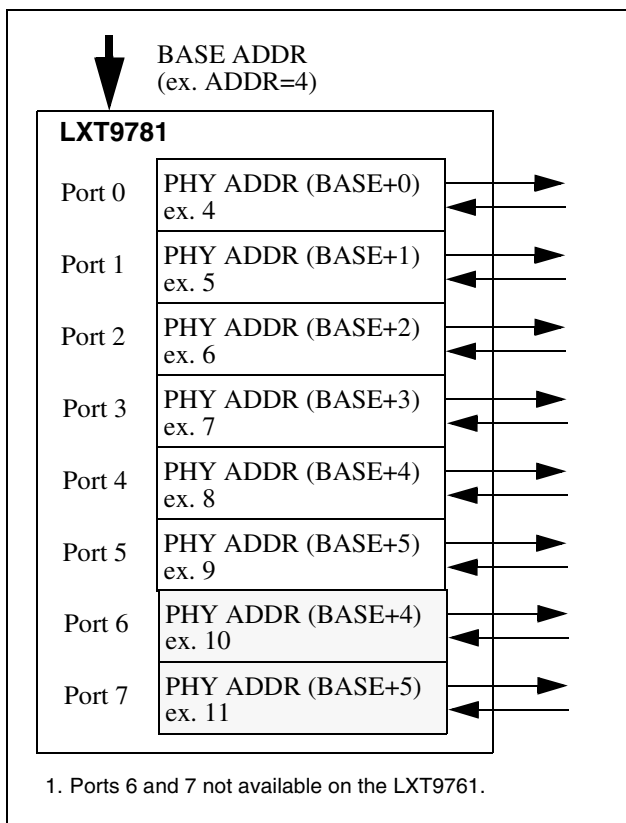 BASE ADDR
(ex. ADDR=4)
LXT9781
Port 0
PHY ADDR (BASE+0)
ex. 4
Port 1
PHY ADDR (BASE+1)
ex. 5
Port 2
PHY ADDR (BASE+2)
ex. 6
Port 3
PHY ADDR (BASE+3)
ex. 7
Port 4
PHY ADDR (BASE+4)
ex. 8
Port 5
PHY ADDR (BASE+5)
ex. 9
Port 6
PHY ADDR (BASE+4)
ex. 10
Port 7
PHY ADDR (BASE+5)
ex. 11
1. Ports 6 and 7 not available on the LXT9761.